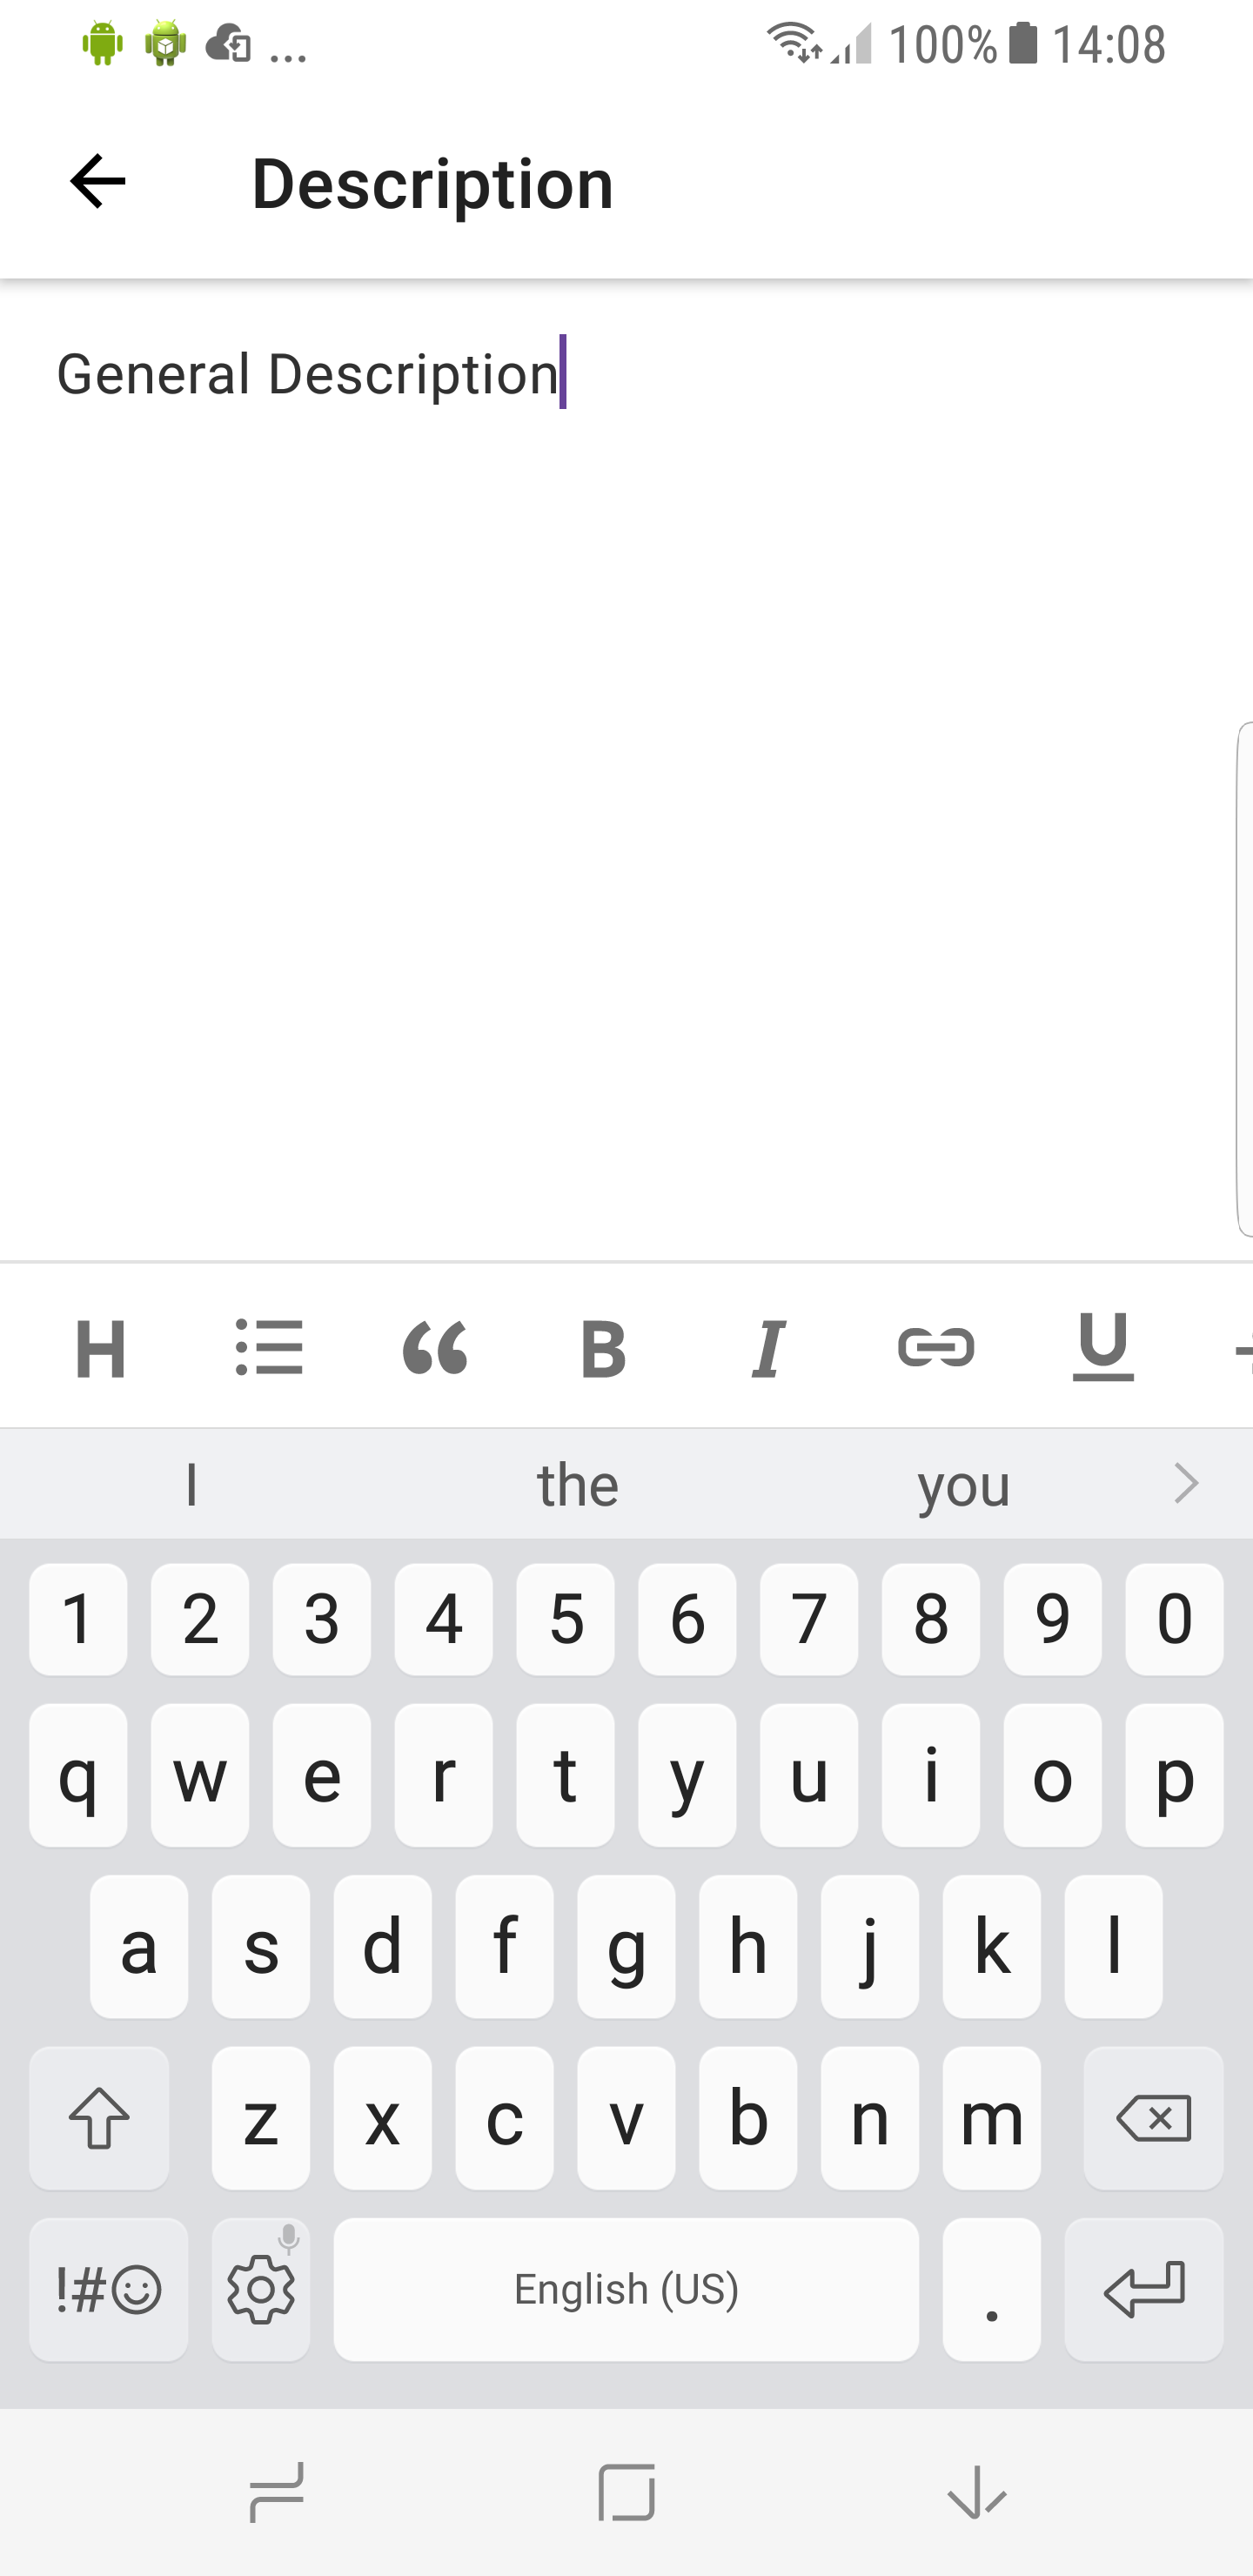 ... 100% 14:08
Description
General Description
H B I U
I the you
1 2 3 4 5 6 7 8 9 0
q w e r t y u i o p
a s d f g h j k l
z x c v b n m
!#☺ English (US) .